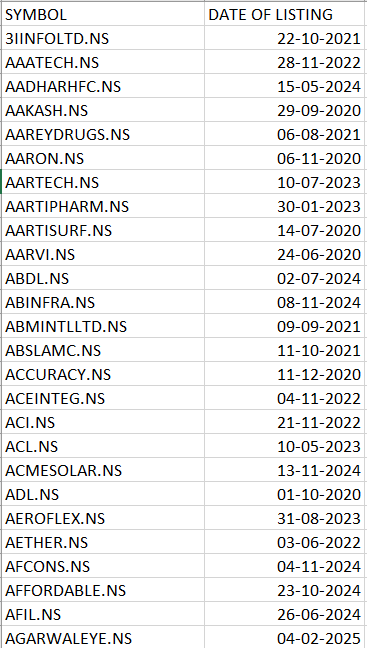 SYMBOL DATE OF LISTING
3IINFOLTD.NS 22-10-2021
AAATECH.NS 28-11-2022
AADHARHFC.NS 15-05-2024
AAKASH.NS 29-09-2020
AAREYDRUGS.NS 06-08-2021
AARON.NS 06-11-2020
AARTECH.NS 10-07-2023
AARTIPHARM.NS 30-01-2023
AARTISURF.NS 14-07-2020
AARVI.NS 24-06-2020
ABDL.NS 02-07-2024
ABINFRA.NS 08-11-2024
ABMINTLLTD.NS 09-09-2021
ABSLAMC.NS 11-10-2021
ACCURACY.NS 11-12-2020
ACEINTEG.NS 04-11-2022
ACI.NS 21-11-2022
ACL.NS 10-05-2023
ACMESOLAR.NS 13-11-2024
ADL.NS 01-10-2020
AEROFLEX.NS 31-08-2023
AETHER.NS 03-06-2022
AFCONS.NS 04-11-2024
AFFORDABLE.NS 23-10-2024
AFIL.NS 26-06-2024
AGARWALEYE.NS 04-02-2025